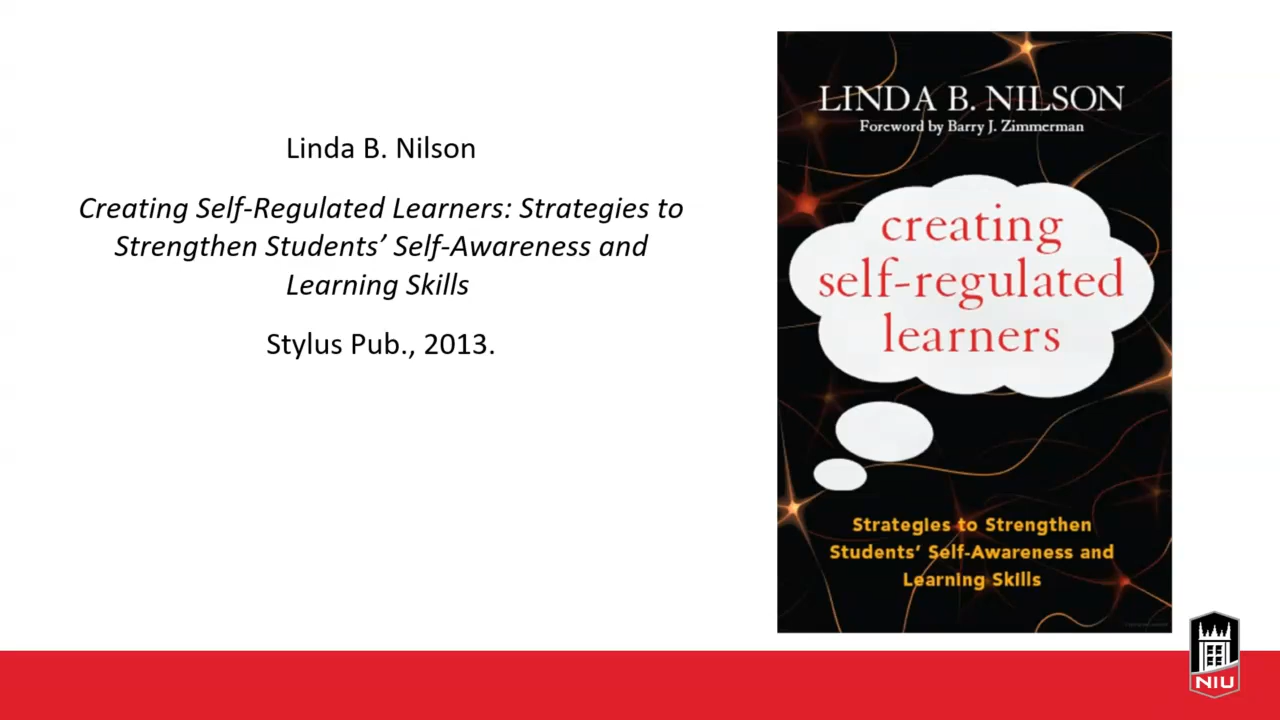 Linda B. Nilson
Creating Self-Regulated Learners: Strategies to
Strengthen Students’ Self-Awareness and
Learning Skills
Stylus Pub., 2013.
LINDA B. NILSON
Foreword by Barry J. Zimmerman
creating
self-regulated
learners
Strategies to Strengthen
Students’ Self-Awareness and
Learning Skills
NIU